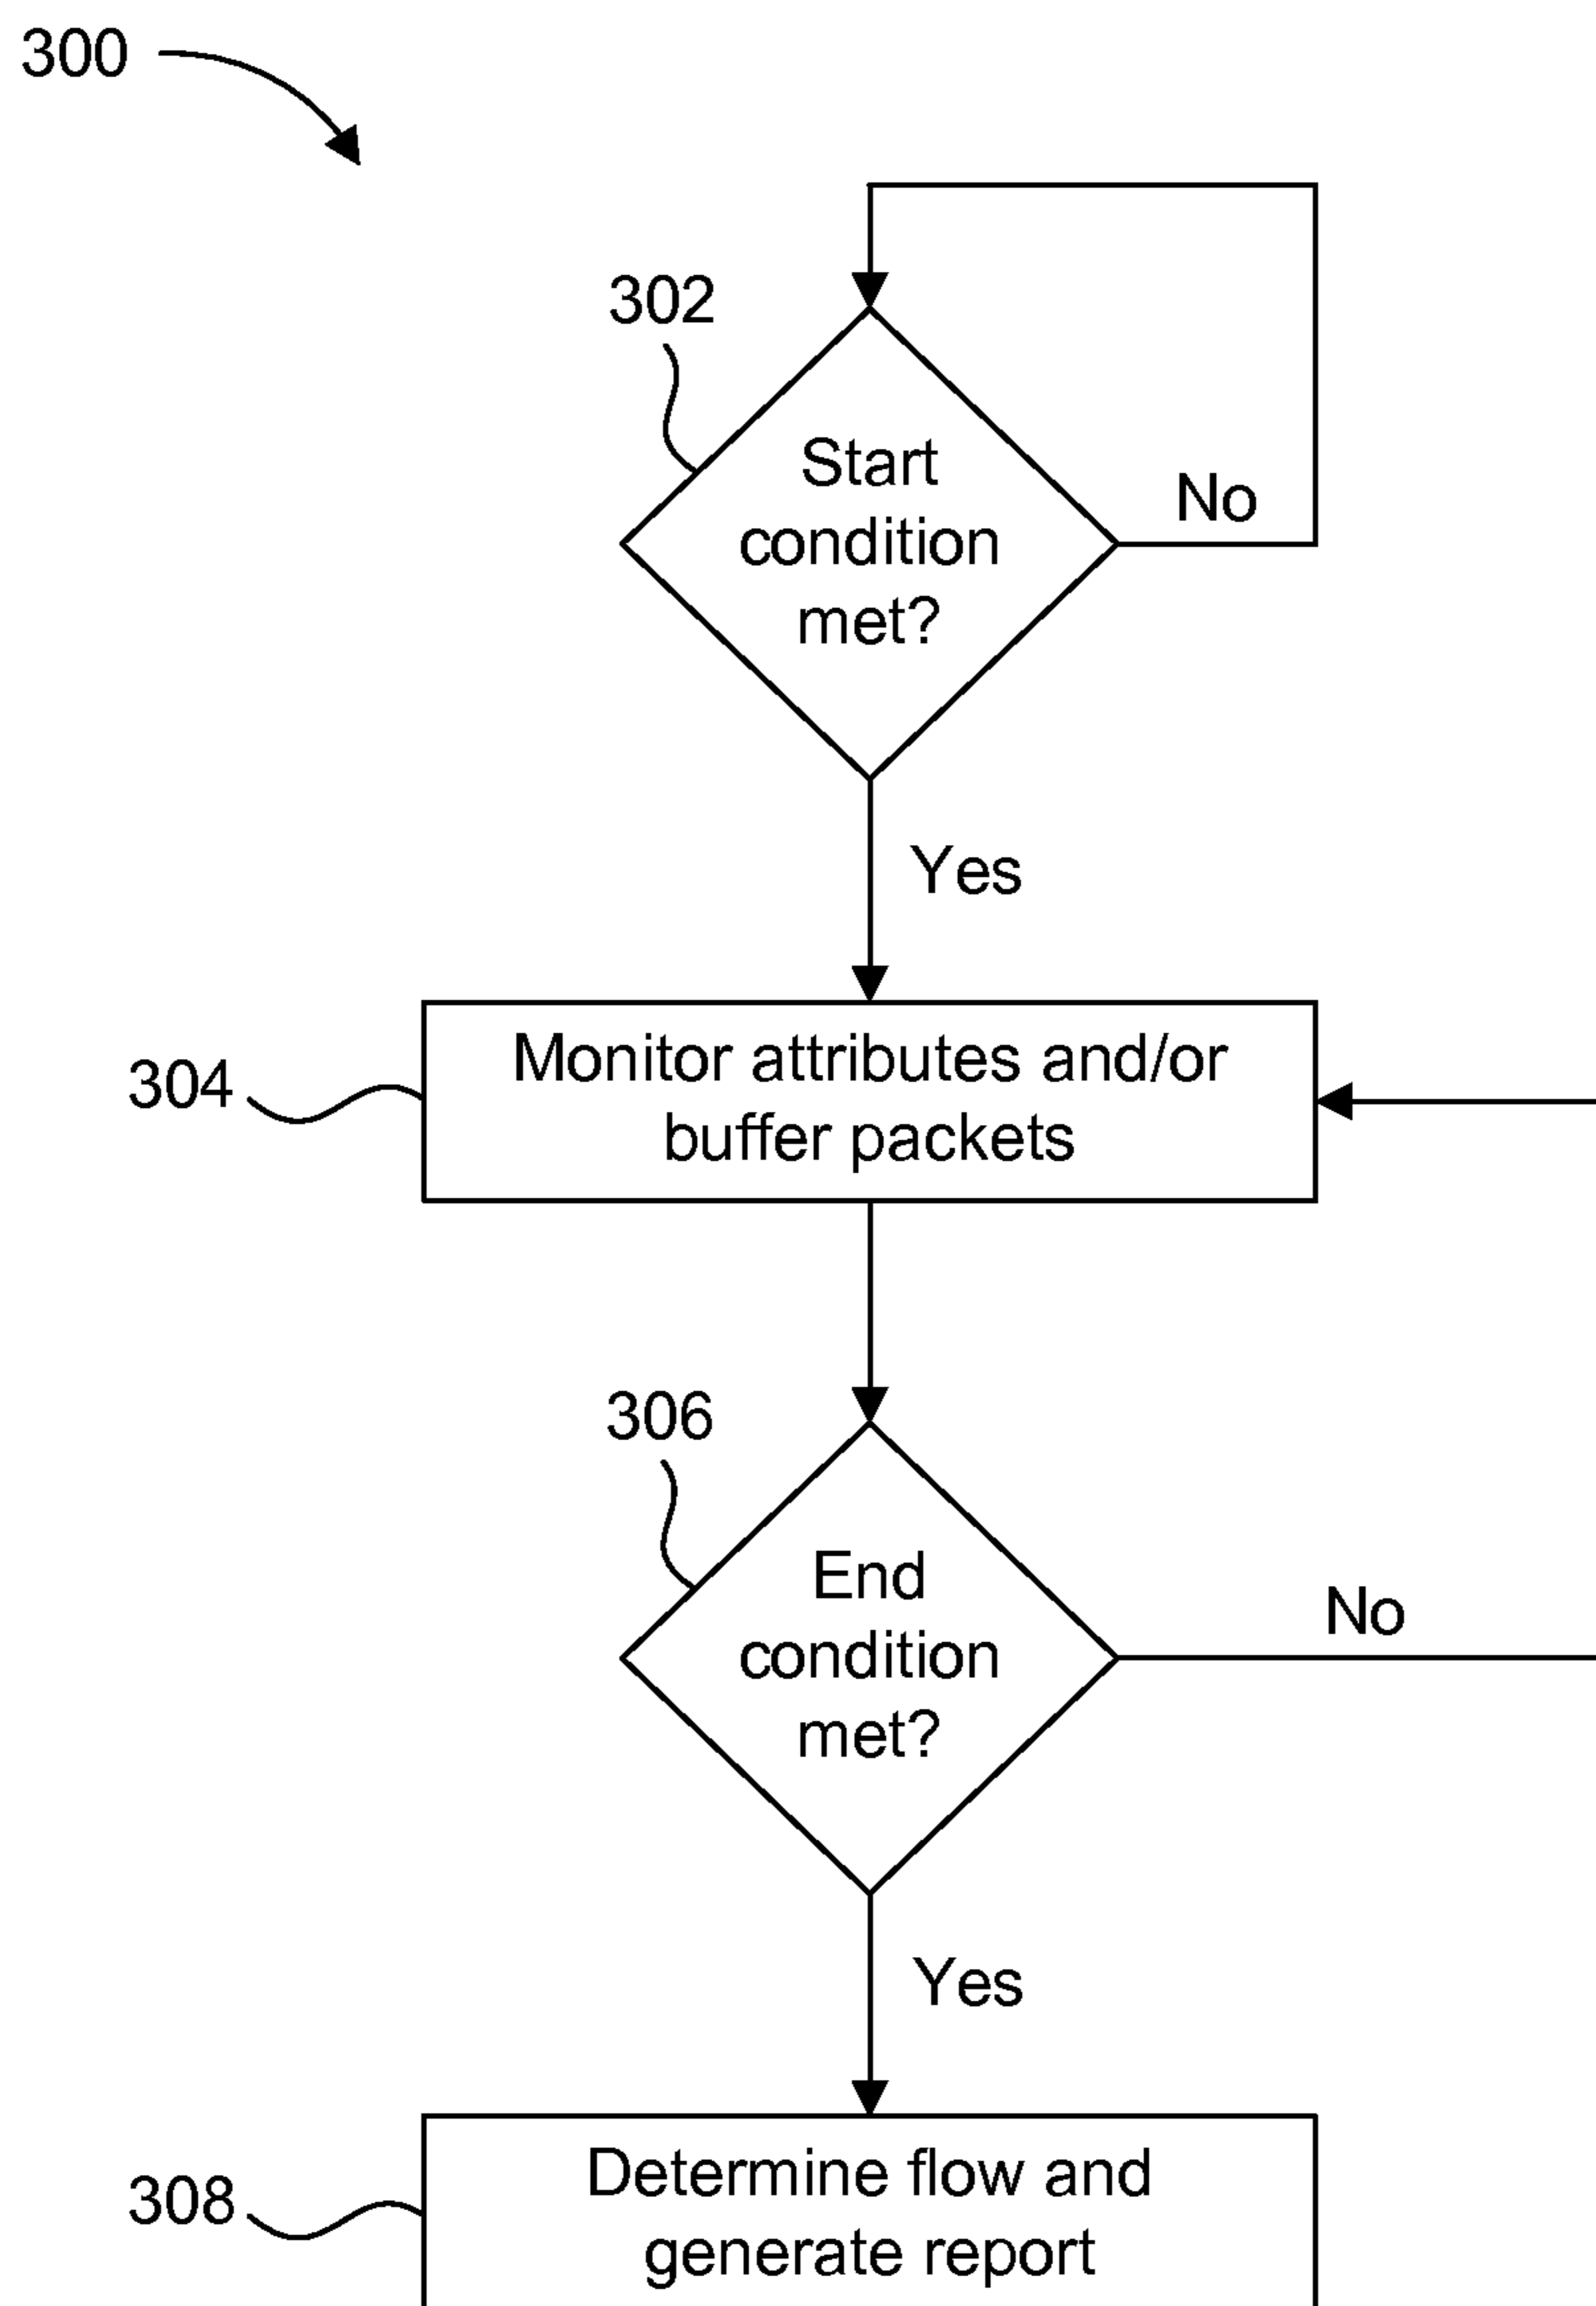 300
302
Start
condition
met?
No
Yes
304
Monitor attributes and/or
buffer packets
306
End
condition
met?
No
Yes
308
Determine flow and
generate report